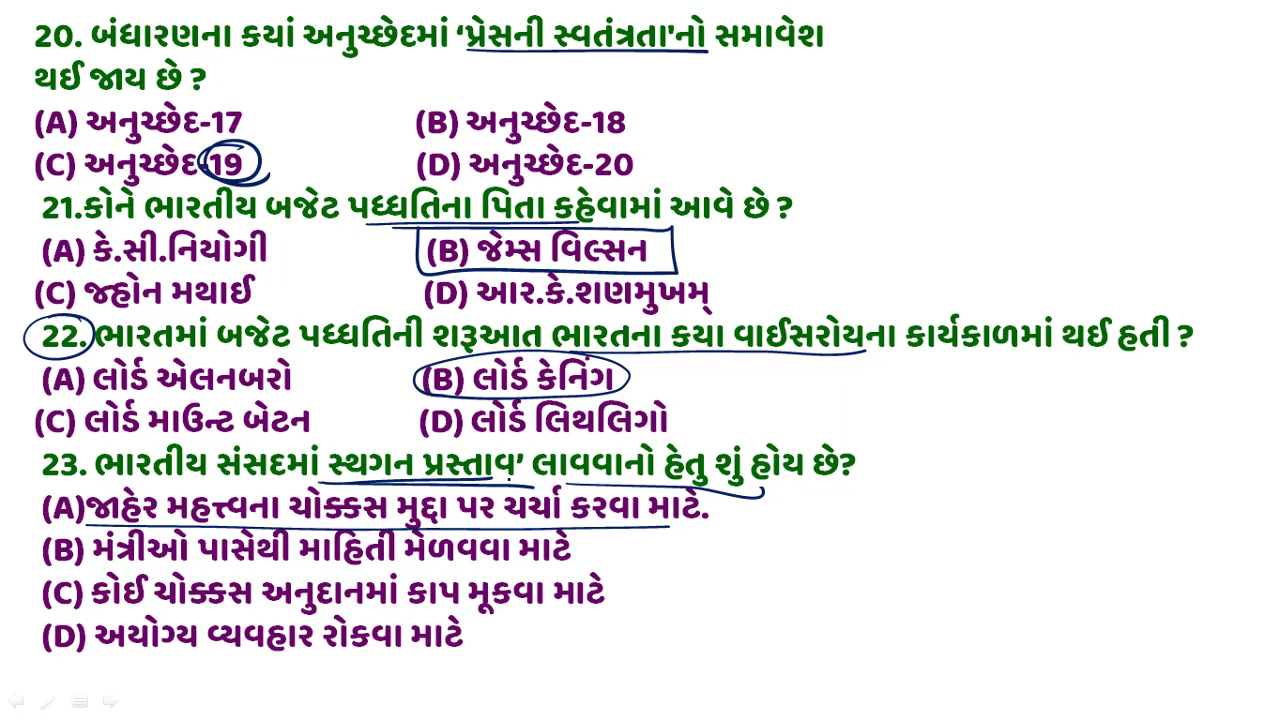 20. બંધારણના કયાં અનુચ્છેદમાં ‘પ્રેસની સ્વતંત્રતા'નો સમાવેશ
થઈ જાય છે ?
(A) અનુચ્છેદ-17 (B) અનુચ્છેદ-18
(C) અનુચ્છેદ-19 (D) અનુચ્છેદ-20
21.કોને ભારતીય બજેટ પધ્ધતિના પિતા કહેવામાં આવે છે ?
(A) કે.સી.નિયોગી (B) જેમ્સ વિલ્સન
(C) જ્હોન મથાઈ (D) આર.કે.શણમુખમ્
22. ભારતમાં બજેટ પધ્ધતિની શરૂઆત ભારતના કયા વાઈસરોયના કાર્યકાળમાં થઈ હતી ?
(A) લોર્ડ એલનબરો (B) લોર્ડ કેનિંગ
(C) લોર્ડ માઉન્ટ બેટન (D) લોર્ડ લિથલિગો
23. ભારતીય સંસદમાં સ્થગન પ્રસ્તાવ’ લાવવાનો હેતુ શું હોય છે?
(A)જાહેર મહત્ત્વના ચોક્કસ મુદ્દા પર ચર્ચા કરવા માટે.
(B) મંત્રીઓ પાસેથી માહિતી મેળવવા માટે
(C) કોઈ ચોક્કસ અનુદાનમાં કાપ મૂકવા માટે
(D) અયોગ્ય વ્યવહાર રોકવા માટે